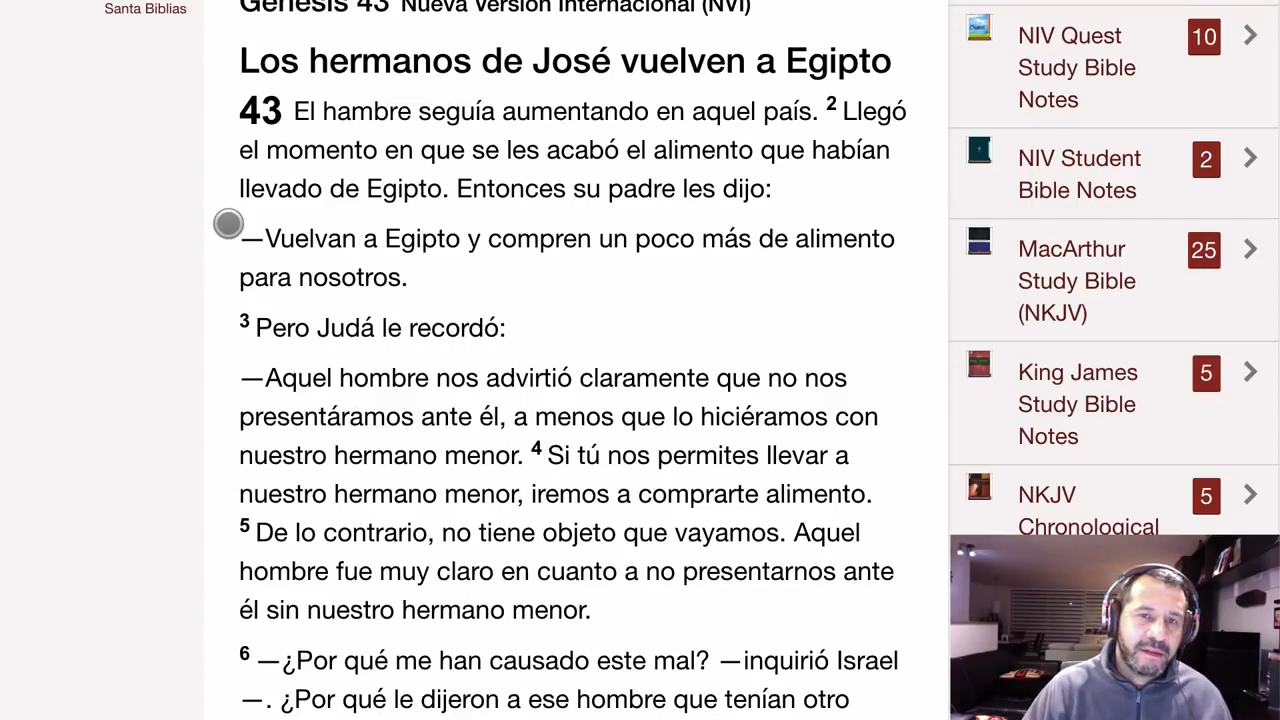 Santa Biblias
Génesis 43 Nueva Versión Internacional (NVI)
Los hermanos de José vuelven a Egipto
43 El hambre seguía aumentando en aquel país. 2 Llegó
el momento en que se les acabó el alimento que habían
llevado de Egipto. Entonces su padre les dijo:
—Vuelvan a Egipto y compren un poco más de alimento
para nosotros.
3 Pero Judá le recordó:
—Aquel hombre nos advirtió claramente que no nos
presentáramos ante él, a menos que lo hiciéramos con
nuestro hermano menor. 4 Si tú nos permites llevar a
nuestro hermano menor, iremos a comprarte alimento.
5 De lo contrario, no tiene objeto que vayamos. Aquel
hombre fue muy claro en cuanto a no presentarnos ante
él sin nuestro hermano menor.
6 —¿Por qué me han causado este mal? —inquirió Israel
—. ¿Por qué le dijeron a ese hombre que tenían otro
NIV Quest 10
Study Bible
Notes
NIV Student 2
Bible Notes
MacArthur 25
Study Bible
(NKJV)
King James 5
Study Bible
Notes
NKJV 5
Chronological